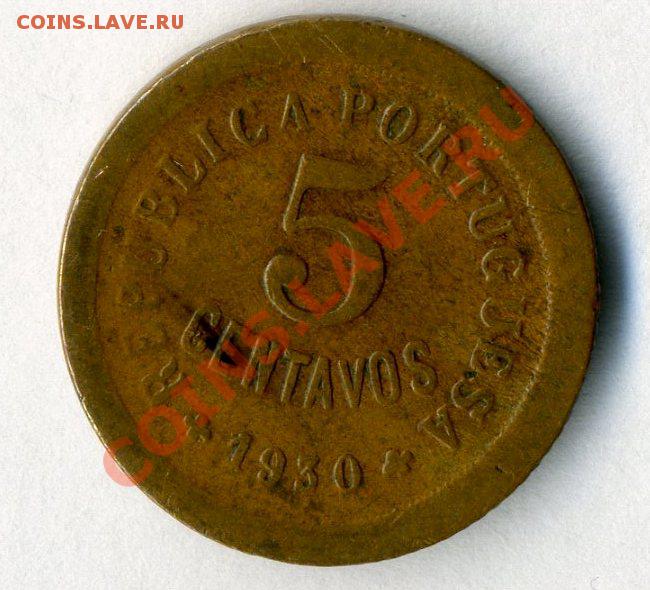 COINS.LAVE.RU
REPUBLICA PORTUGUESA
5
CENTAVOS
* 1930 *
COINS.LAVE.RU